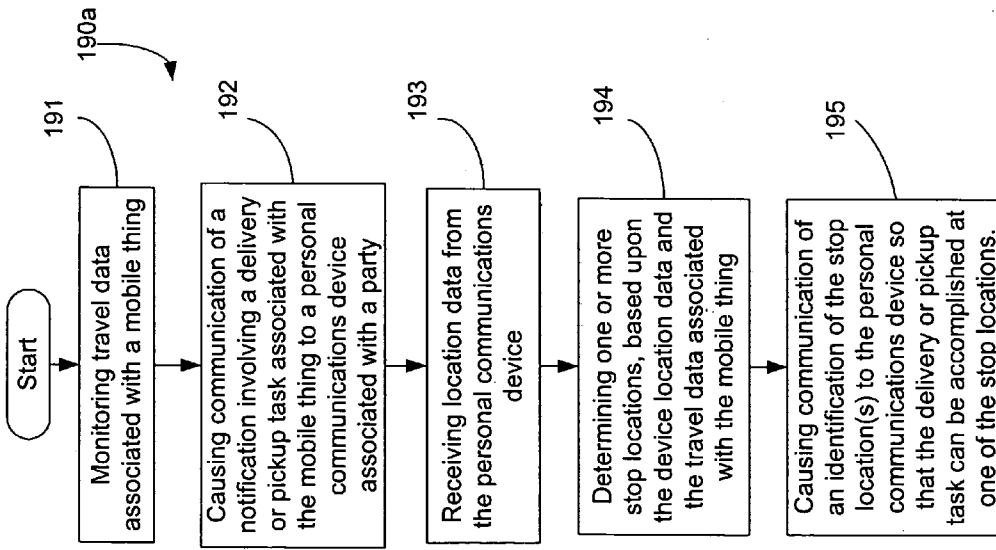 Start
190a
191
Monitoring travel data
associated with a mobile thing
192
Causing communication of a
notification involving a delivery
or pickup task associated with
the mobile thing to a personal
communications device
associated with a party
193
Receiving location data from
the personal communications
device
194
Determining one or more
stop locations, based upon
the device location data and
the travel data associated
with the mobile thing
195
Causing communication of
an identification of the stop
location(s) to the personal
communications device so
that the delivery or pickup
task can be accomplished at
one of the stop locations.